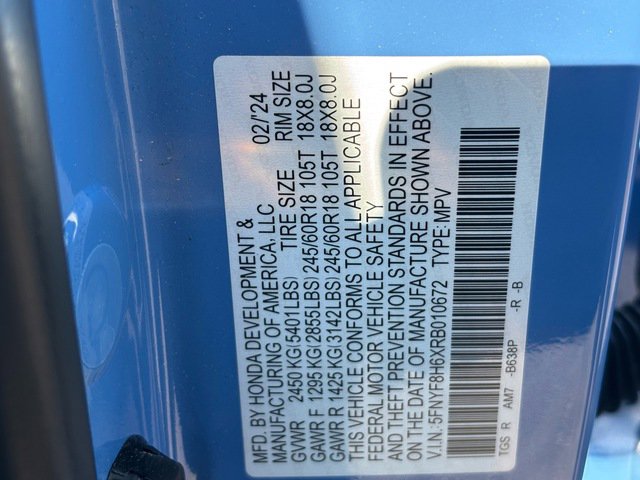 MFD. BY HONDA DEVELOPMENT &
MANUFACTURING OF AMERICA, LLC 02/'24
GVWR 2450 KG(5401LBS) TIRE SIZE RIM SIZE
GAWR F 1295 KG(2855LBS)245/60R18 105T 18X8.0J
GAWR R 1425 KG(3142LBS)245/60R18 105T 18X8.0J
THIS VEHICLE CONFORMS TO ALL APPLICABLE
FEDERAL MOTOR VEHICLE SAFETY
AND THEFT PREVENTION STANDARDS IN EFFECT
ON THE DATE OF MANUFACTURE SHOWN ABOVE.
V.I.N.: 5FNYF8H6XRB010672 TYPE: MPV
TGS R AM7 -B638P -R -B